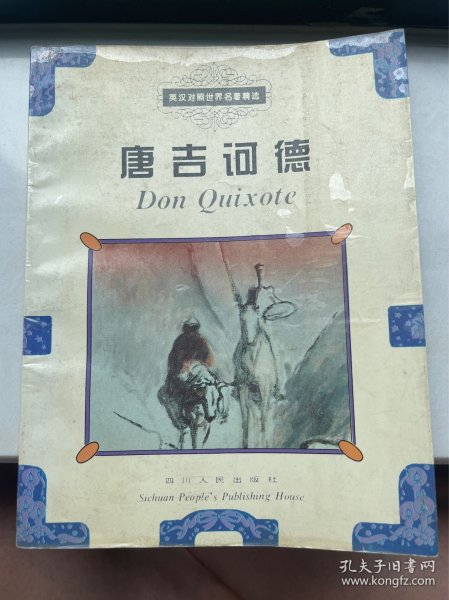 英汉对照世界名著精选
唐吉诃德
Don Quixote
四川人民出版社
Sichuan People's Publishing House
孔夫子旧书网
www.kongfz.com